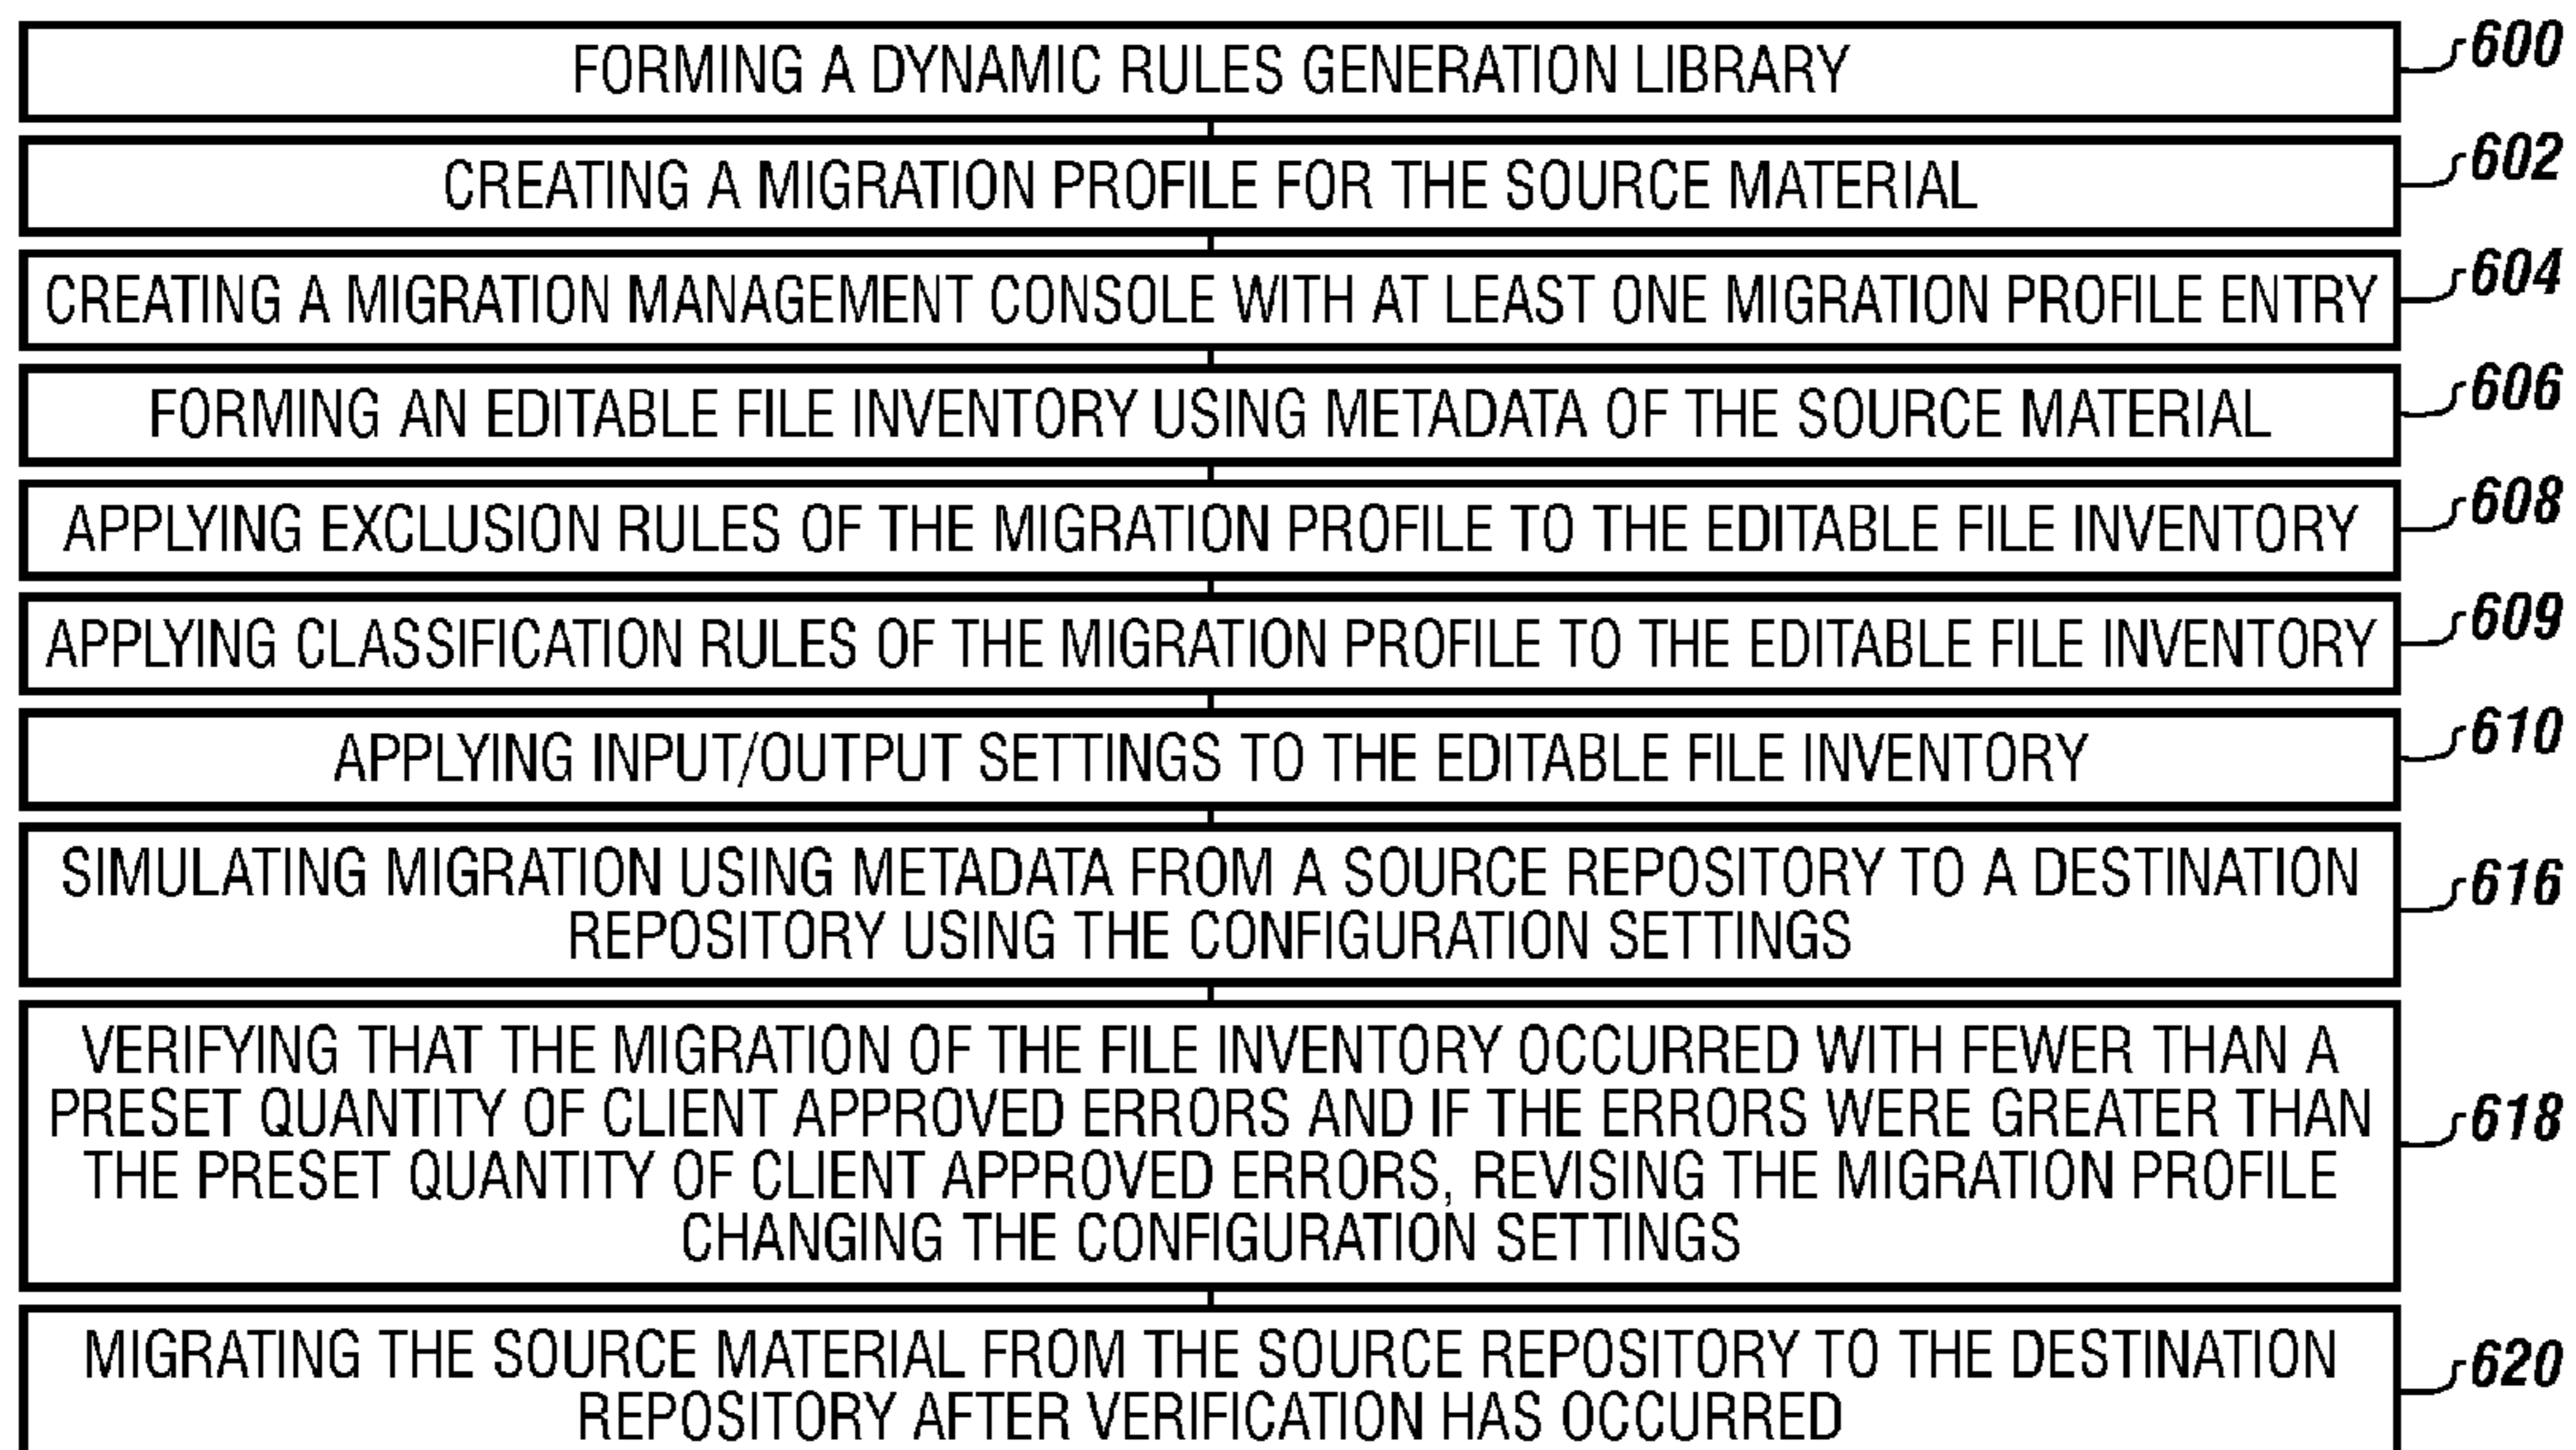 FORMING A DYNAMIC RULES GENERATION LIBRARY 600
CREATING A MIGRATION PROFILE FOR THE SOURCE MATERIAL 602
CREATING A MIGRATION MANAGEMENT CONSOLE WITH AT LEAST ONE MIGRATION PROFILE ENTRY 604
FORMING AN EDITABLE FILE INVENTORY USING METADATA OF THE SOURCE MATERIAL 606
APPLYING EXCLUSION RULES OF THE MIGRATION PROFILE TO THE EDITABLE FILE INVENTORY 608
APPLYING CLASSIFICATION RULES OF THE MIGRATION PROFILE TO THE EDITABLE FILE INVENTORY 609
APPLYING INPUT/OUTPUT SETTINGS TO THE EDITABLE FILE INVENTORY 610
SIMULATING MIGRATION USING METADATA FROM A SOURCE REPOSITORY TO A DESTINATION
REPOSITORY USING THE CONFIGURATION SETTINGS
616
VERIFYING THAT THE MIGRATION OF THE FILE INVENTORY OCCURRED WITH FEWER THAN A
PRESET QUANTITY OF CLIENT APPROVED ERRORS AND IF THE ERRORS WERE GREATER THAN
THE PRESET QUANTITY OF CLIENT APPROVED ERRORS, REVISING THE MIGRATION PROFILE
CHANGING THE CONFIGURATION SETTINGS
618
MIGRATING THE SOURCE MATERIAL FROM THE SOURCE REPOSITORY TO THE DESTINATION
REPOSITORY AFTER VERIFICATION HAS OCCURRED
620